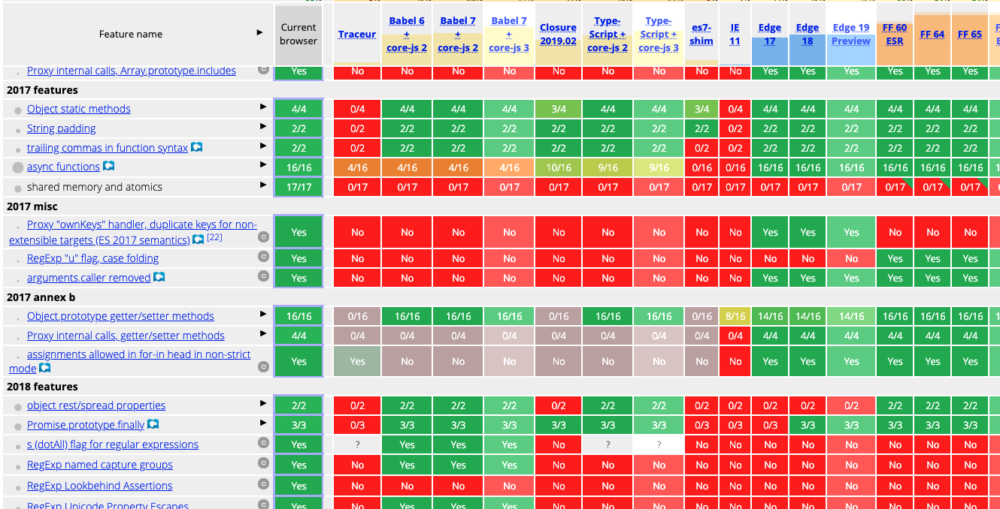 Feature name ▶ Current browser Traceur Babel 6 + core-js 2 Babel 7 + core-js 2 Babel 7 + core-js 3 Closure 2019.02 Type-Script + core-js 2 Type-Script + core-js 3 es7-shim IE 11 Edge 17 Edge 18 Edge 19 Preview FF 60 ESR FF 64 FF 65
Proxy internal calls, Array.prototype.includes c Yes No No No No No No No No No Yes Yes Yes Yes Yes Yes
2017 features
Object static methods ▶ 4/4 0/4 4/4 4/4 4/4 3/4 4/4 4/4 3/4 0/4 4/4 4/4 4/4 4/4 4/4 4/4
String padding ▶ 2/2 0/2 2/2 2/2 2/2 2/2 2/2 2/2 2/2 0/2 2/2 2/2 2/2 2/2 2/2 2/2
trailing commas in function syntax ▶ 2/2 0/2 2/2 2/2 2/2 2/2 2/2 2/2 0/2 0/2 2/2 2/2 2/2 2/2 2/2 2/2
async functions ▶ 16/16 4/16 4/16 4/16 4/16 10/16 9/16 9/16 0/16 0/16 16/16 16/16 16/16 16/16 16/16 16/16
shared memory and atomics ▶ 17/17 0/17 0/17 0/17 0/17 0/17 0/17 0/17 0/17 0/17 0/17 0/17 0/17 0/17 0/17 0/17
2017 misc
Proxy "ownKeys" handler, duplicate keys for non-
extensible targets (ES 2017 semantics) [22] c Yes No No No No No No No No No Yes Yes Yes No No No
RegExp "u" flag, case folding c Yes No No No No No No No No No No No No Yes Yes Yes
arguments.caller removed c Yes No No No No No No No No No Yes Yes Yes Yes Yes Yes
2017 annex b
Object.prototype getter/setter methods ▶ 16/16 0/16 16/16 16/16 16/16 0/16 16/16 16/16 0/16 8/16 14/16 14/16 14/16 16/16 16/16 16/16
Proxy internal calls, getter/setter methods ▶ 4/4 0/4 0/4 0/4 0/4 0/4 0/4 0/4 0/4 0/4 4/4 4/4 4/4 4/4 4/4 4/4
assignments allowed in for-in head in non-strict
mode c Yes Yes No No No No No No No No Yes Yes Yes Yes Yes Yes
2018 features
object rest/spread properties ▶ 2/2 0/2 2/2 2/2 2/2 0/2 2/2 2/2 0/2 0/2 0/2 0/2 0/2 2/2 2/2 2/2
Promise.prototype.finally ▶ 3/3 0/3 3/3 3/3 3/3 3/3 3/3 3/3 0/3 0/3 0/3 3/3 3/3 3/3 3/3 3/3
s (dotAll) flag for regular expressions c Yes ? Yes Yes Yes No ? ? No No No No No No No No
RegExp named capture groups c Yes No Yes Yes Yes No No No No No No No No No No No
RegExp Lookbehind Assertions c Yes No No No No No No No No No No No No No No No
RegExp Unicode Property Escapes c Yes No Yes Yes Yes No No No No No No No No No No No